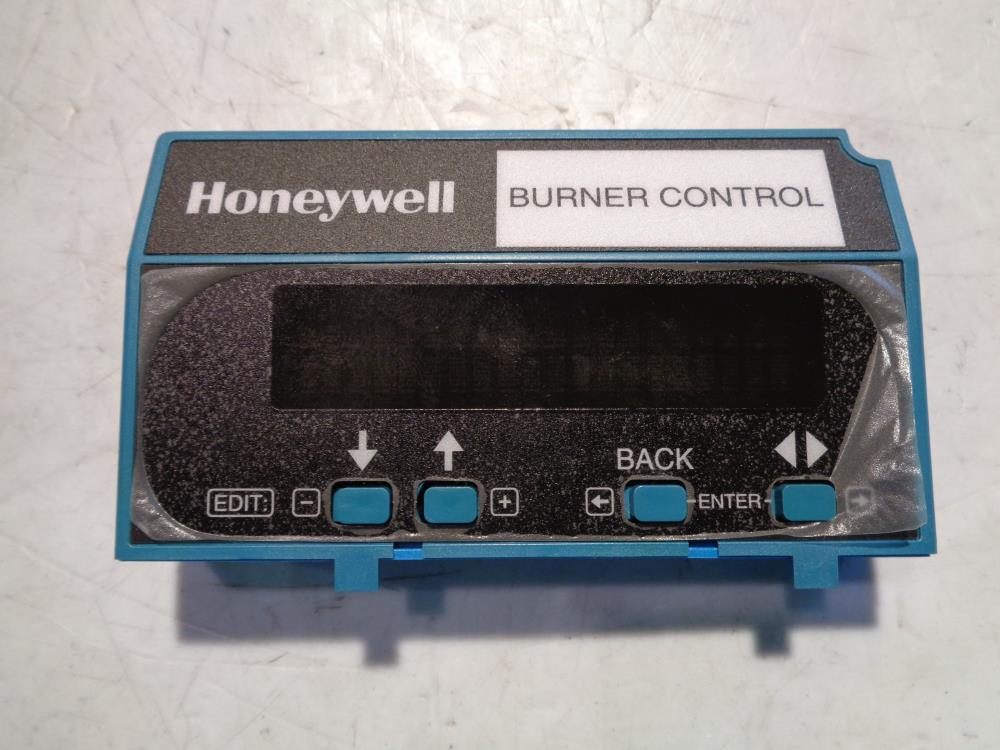 Honeywell BURNER CONTROL
BACK
EDIT: - + ← ENTER →